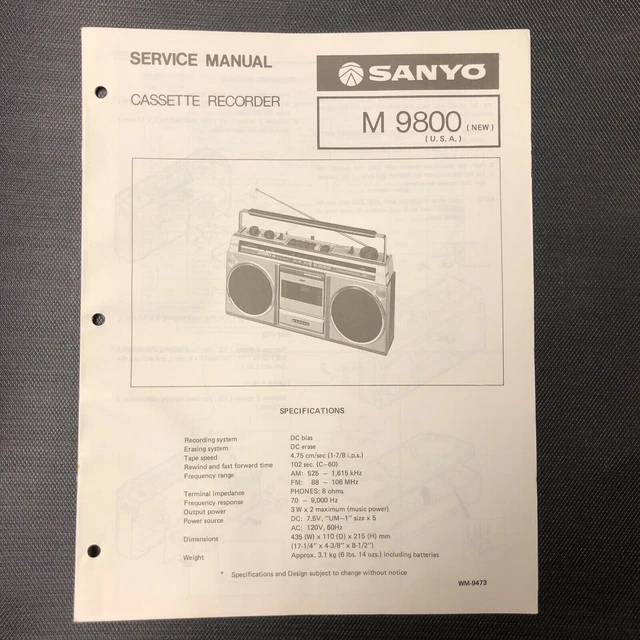 SERVICE MANUAL
CASSETTE RECORDER
SANYO
M 9800 (NEW)
(U.S.A.)
SPECIFICATIONS
Recording system DC bias
Erasing system DC erase
Tape speed 4.75 cm/sec (1-7/8 i.p.s.)
Rewind and fast forward time 102 sec. (C-60)
Frequency range AM: 525 – 1,615 kHz
FM: 88 – 108 MHz
Terminal impedance PHONES: 8 ohms
Frequency response 70 – 9,000 Hz
Output power 3 W x 2 maximum (music power)
Power source DC: 7.5V, "UM-1" size x 5
AC: 120V, 60Hz
Dimensions 435 (W) x 110 (D) x 215 (H) mm
(17-1/4" x 4-3/8" x 8-1/2")
Weight Approx. 3.1 kg (6 lbs. 14 ozs.) including batteries
* Specifications and Design subject to change without notice
WM-9473